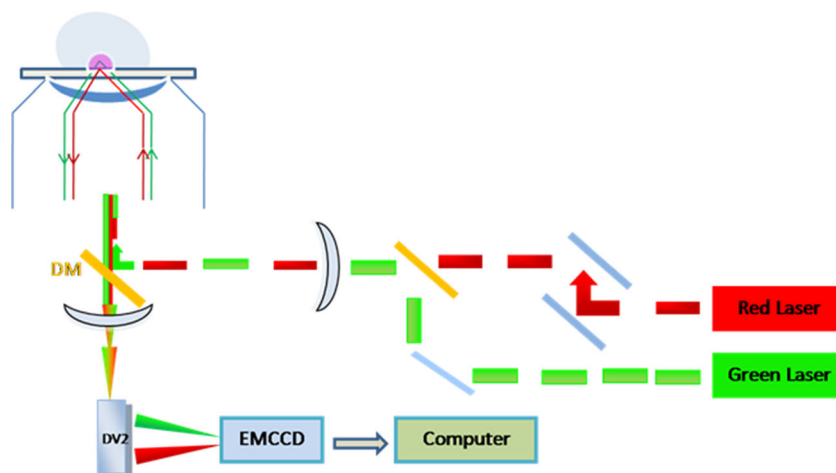 DM
Red Laser
Green Laser
DV2
EMCCD
Computer